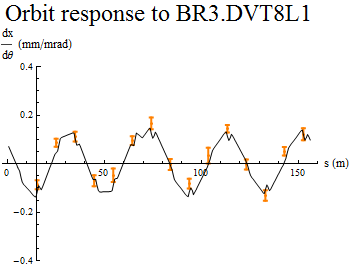 Orbit response to BR3.DVT8L1
dx
dθ (mm/mrad)
0.4
0.2
0 50 100 150 s (m)
−0.2
−0.4